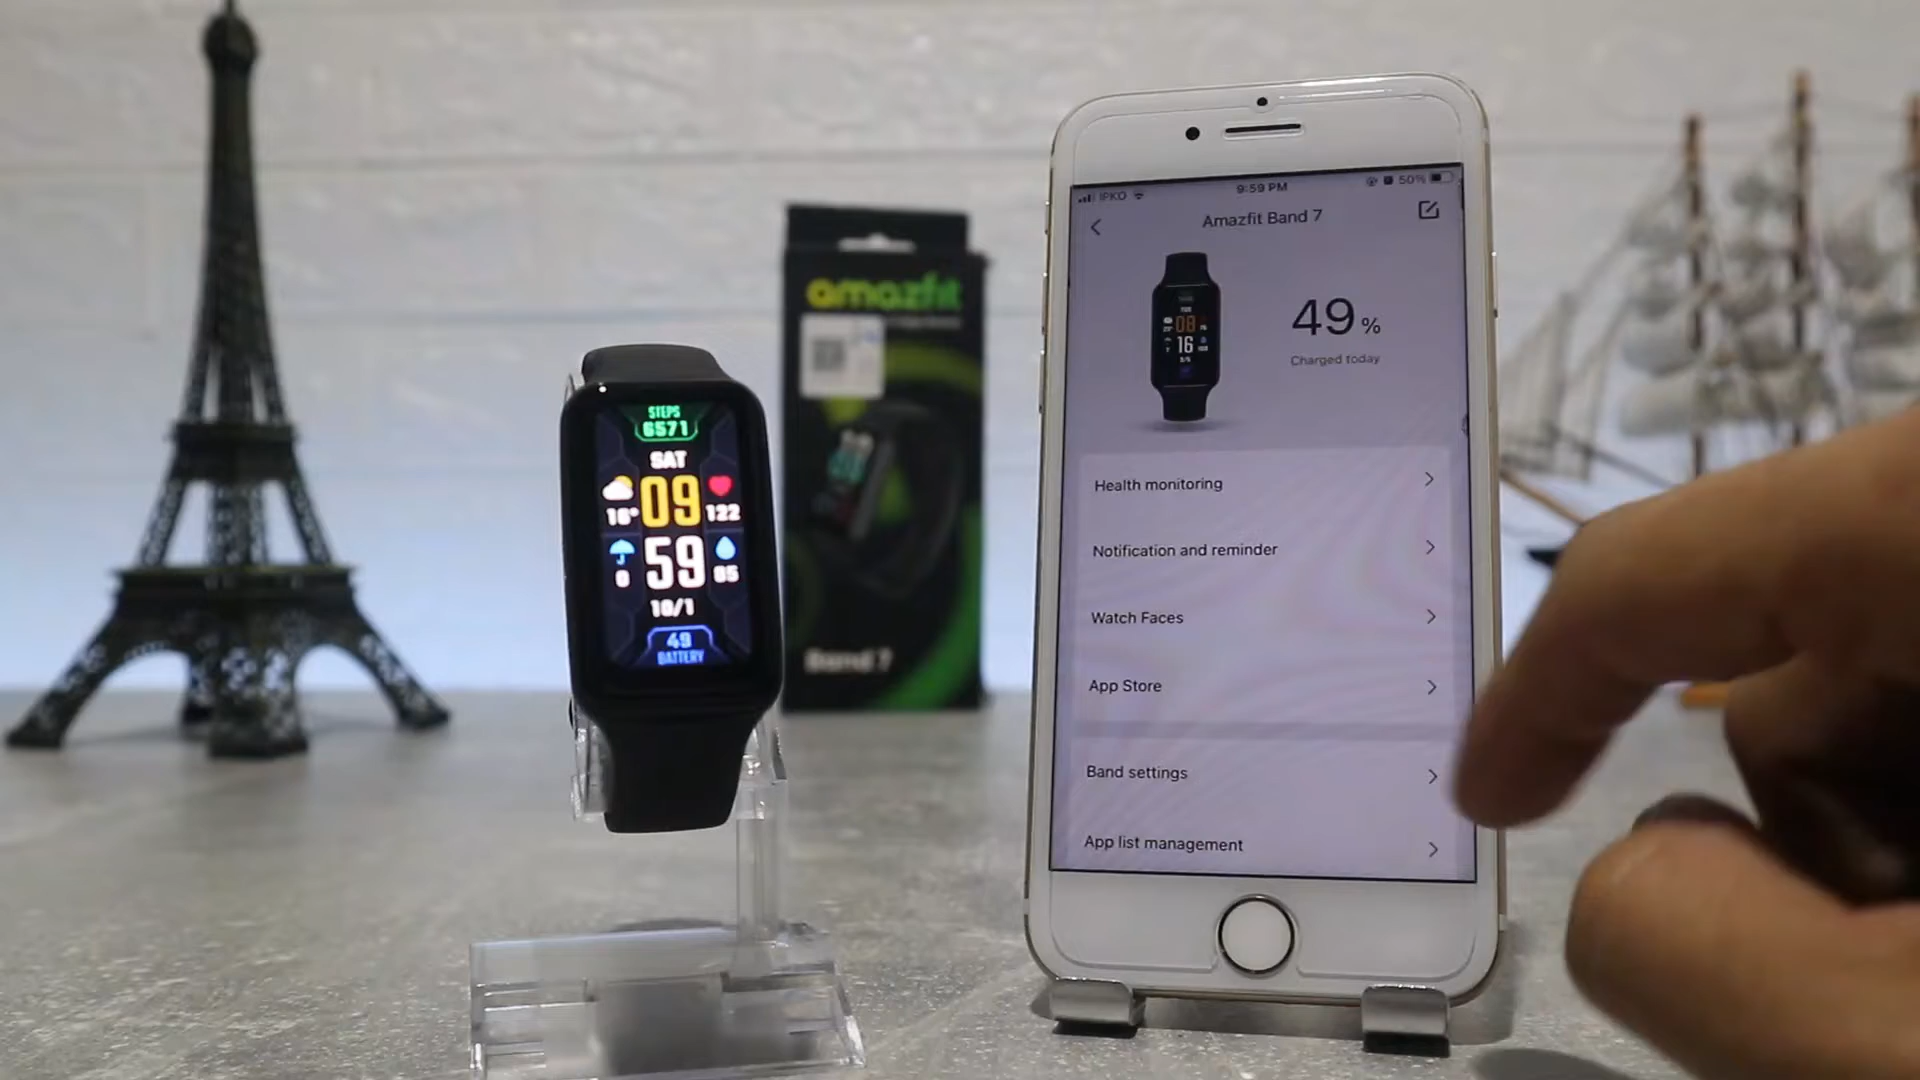 STEPS
6571
SAT
09
16°
122
59
0
85
10/1
49
BATTERY
amazfit
Band 7
IPKO
9:59 PM
50%
Amazfit Band 7
08
16
49 %
Charged today
Health monitoring
Notification and reminder
Watch Faces
App Store
Band settings
App list management